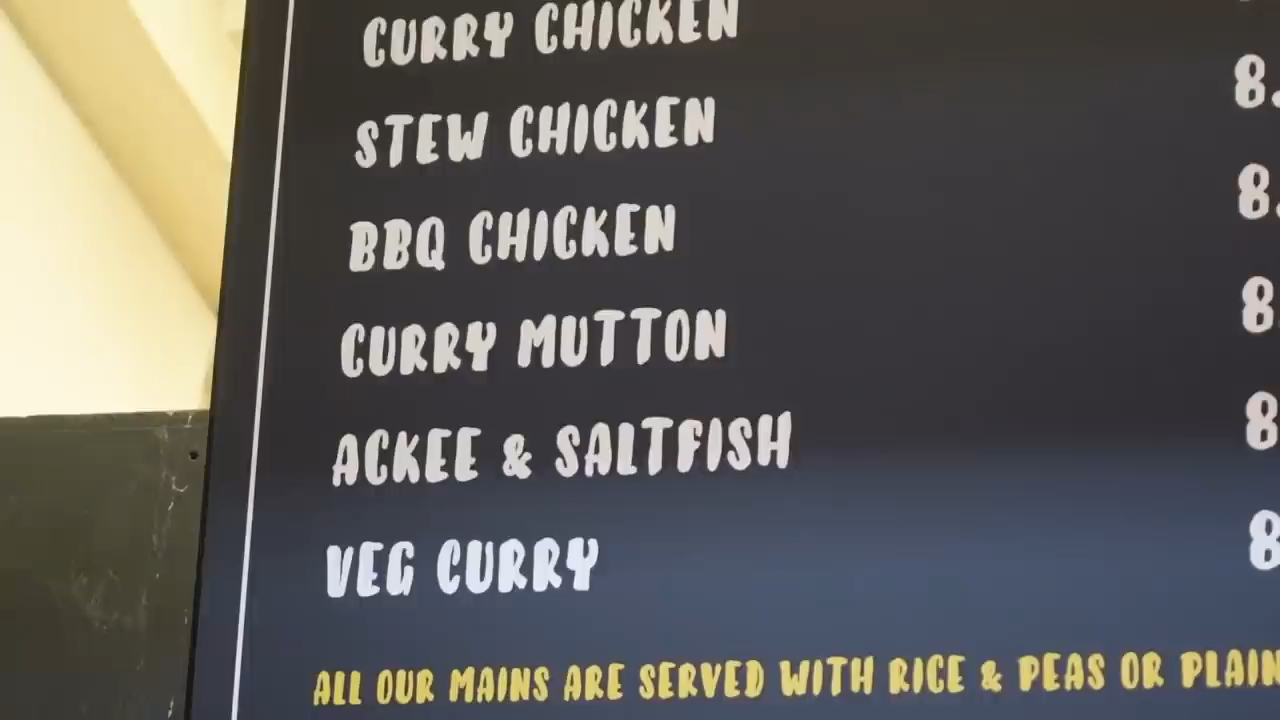 CURRY CHICKEN
STEW CHICKEN 8.
BBQ CHICKEN 8.
CURRY MUTTON 8
ACKEE & SALTFISH 8
VEG CURRY 8
ALL OUR MAINS ARE SERVED WITH RICE & PEAS OR PLAIN